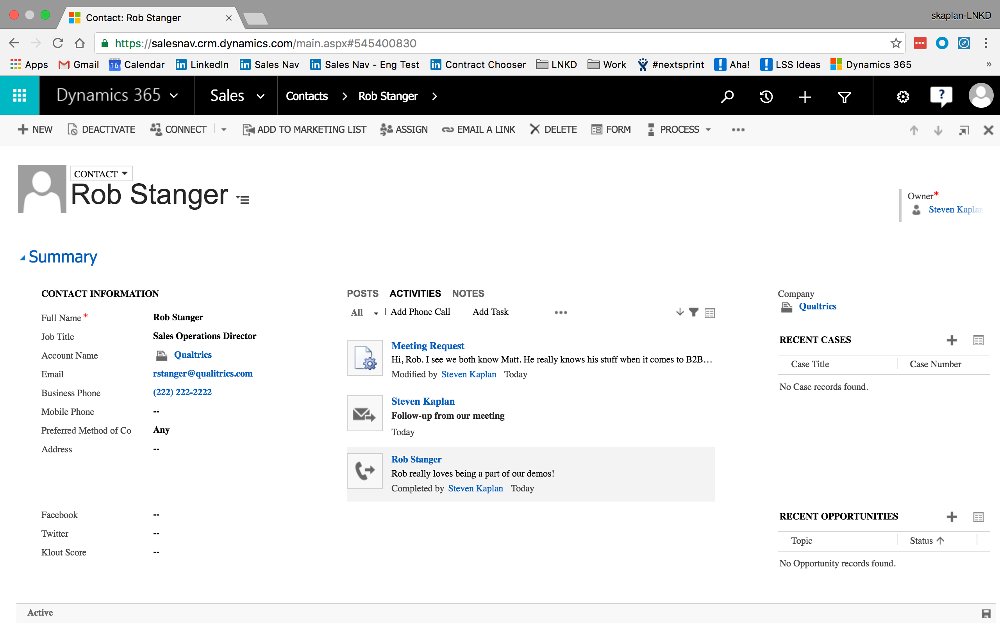 Contact: Rob Stanger
skaplan-LNKD
https://salesnav.crm.dynamics.com/main.aspx#545400830
Apps Gmail 16 Calendar LinkedIn Sales Nav Sales Nav - Eng Test Contract Chooser LNKD Work #nextsprint Aha! LSS Ideas Dynamics 365 »
Dynamics 365 Sales Contacts Rob Stanger
NEW DEACTIVATE CONNECT ADD TO MARKETING LIST ASSIGN EMAIL A LINK DELETE FORM PROCESS •••
CONTACT
Rob Stanger
Owner*
Steven Kaplan
Summary
CONTACT INFORMATION
Full Name* Rob Stanger
Job Title Sales Operations Director
Account Name Qualtrics
Email rstanger@qualitrics.com
Business Phone (222) 222-2222
Mobile Phone --
Preferred Method of Co Any
Address --
Facebook --
Twitter --
Klout Score --
POSTS ACTIVITIES NOTES
All | Add Phone Call Add Task •••
Meeting Request
Hi, Rob. I see we both know Matt. He really knows his stuff when it comes to B2B…
Modified by Steven Kaplan Today
Steven Kaplan
Follow-up from our meeting
Today
Rob Stanger
Rob really loves being a part of our demos!
Completed by Steven Kaplan Today
Company
Qualtrics
RECENT CASES
Case Title Case Number
No Case records found.
RECENT OPPORTUNITIES
Topic Status
No Opportunity records found.
Active